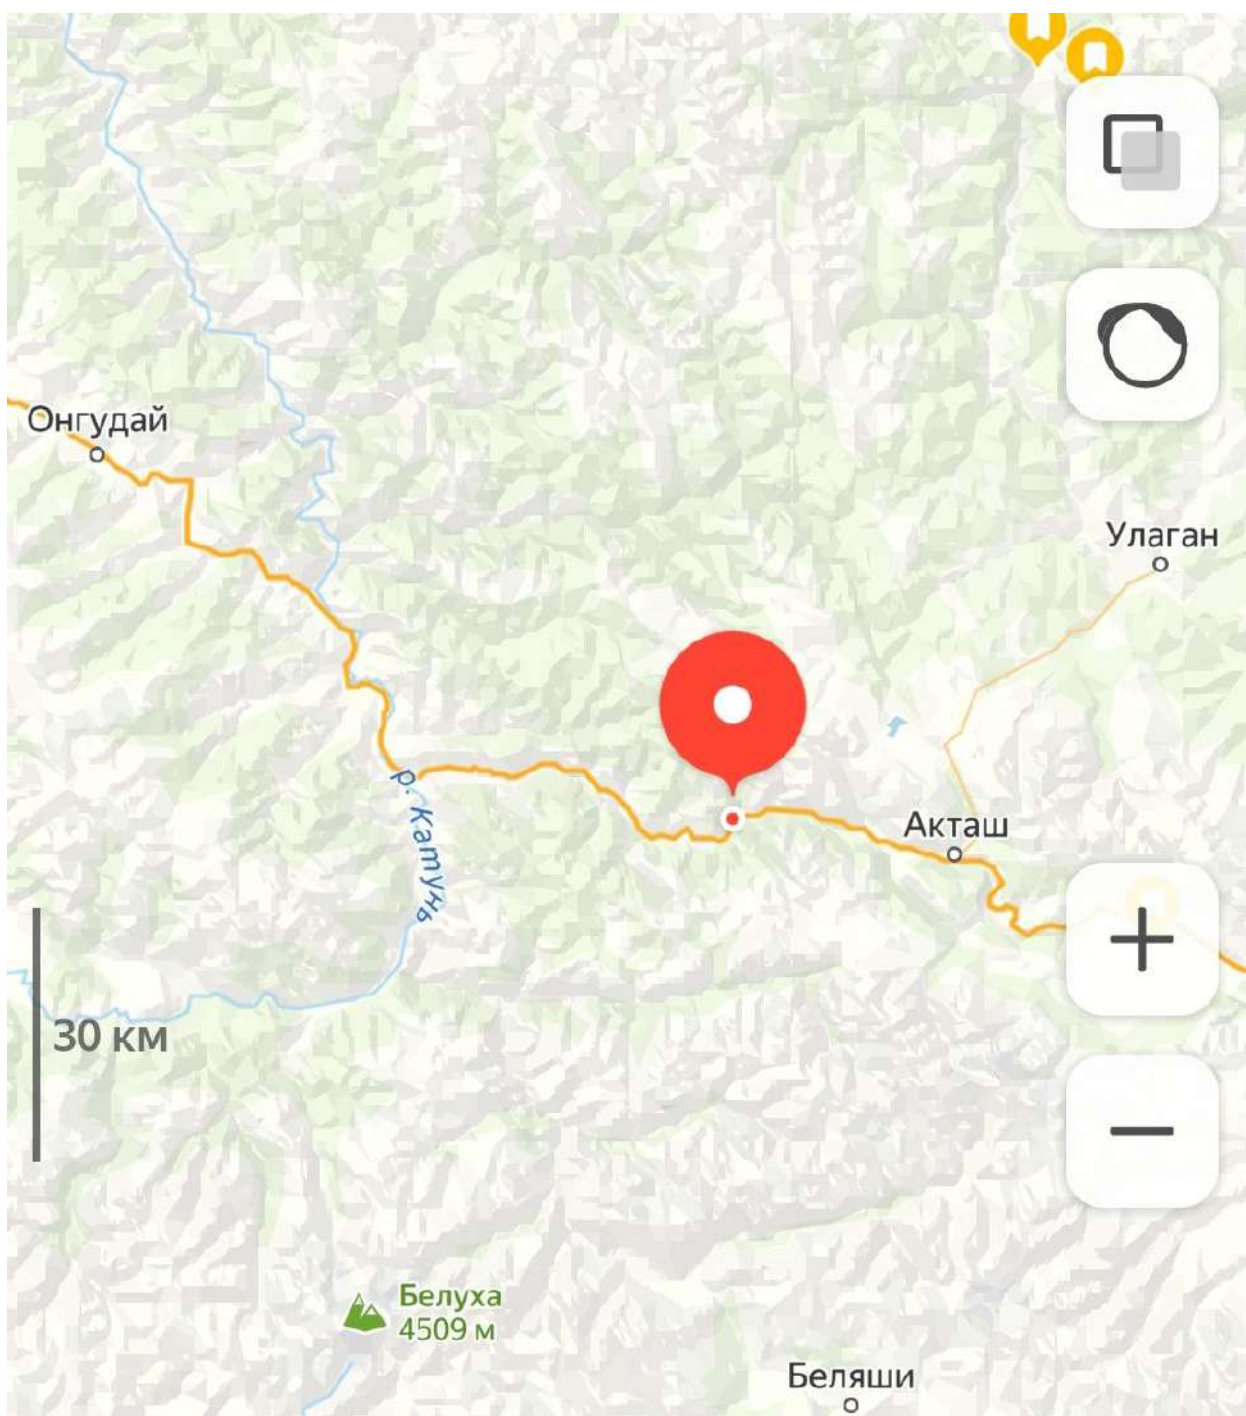 Онгудай
Улаган
р. Катунь
Акташ
30 км
Белуха
4509 м
Беляши